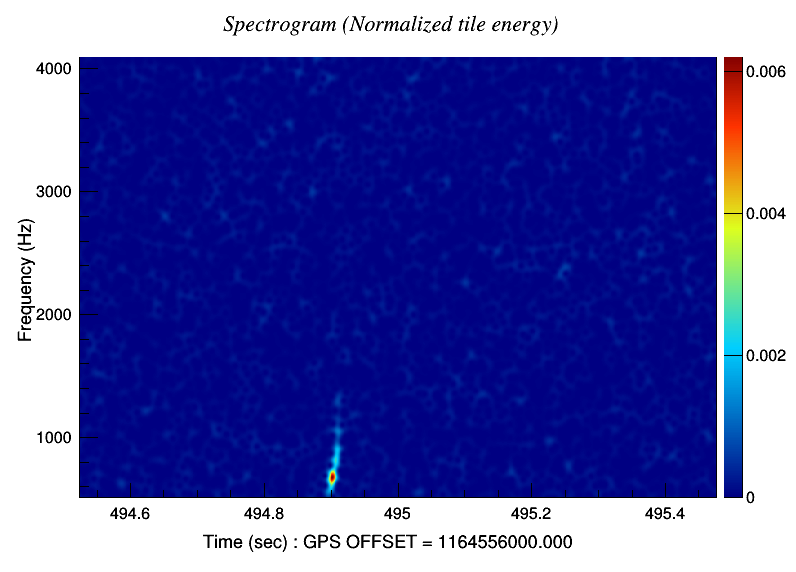 Spectrogram (Normalized tile energy)
4000
3000
2000
1000
Frequency (Hz)
0.006
0.004
0.002
0
494.6 494.8 495 495.2 495.4
Time (sec) : GPS OFFSET = 1164556000.000